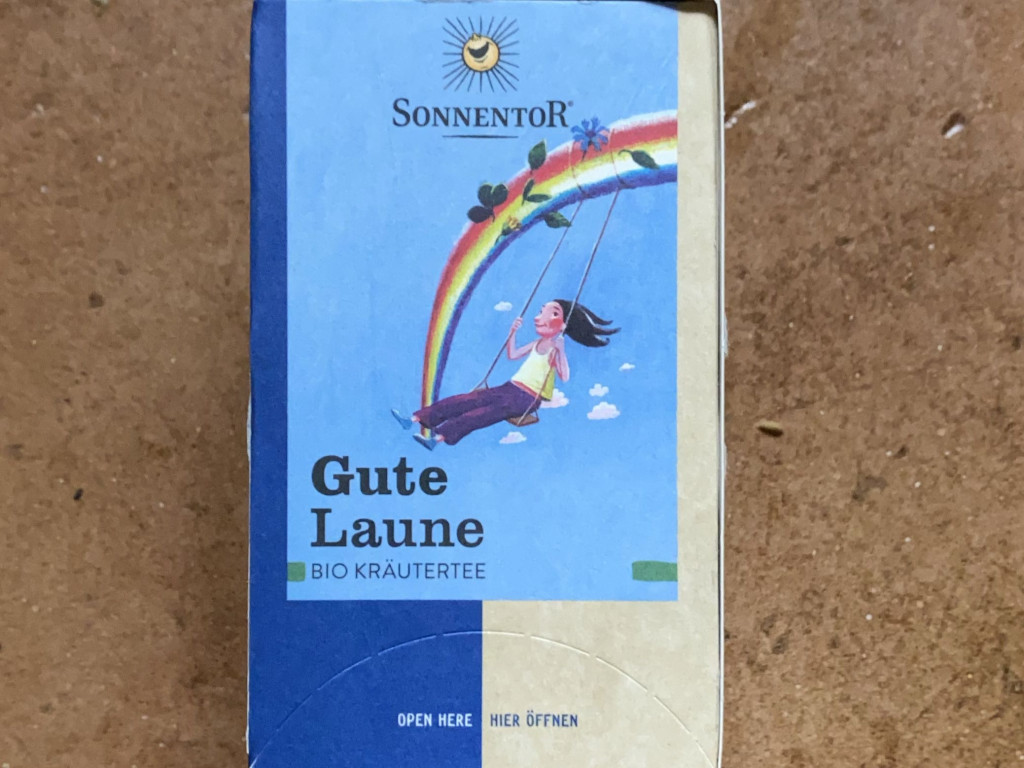 SONNENTOR®
Gute
Laune
BIO KRÄUTERTEE
OPEN HERE HIER ÖFFNEN